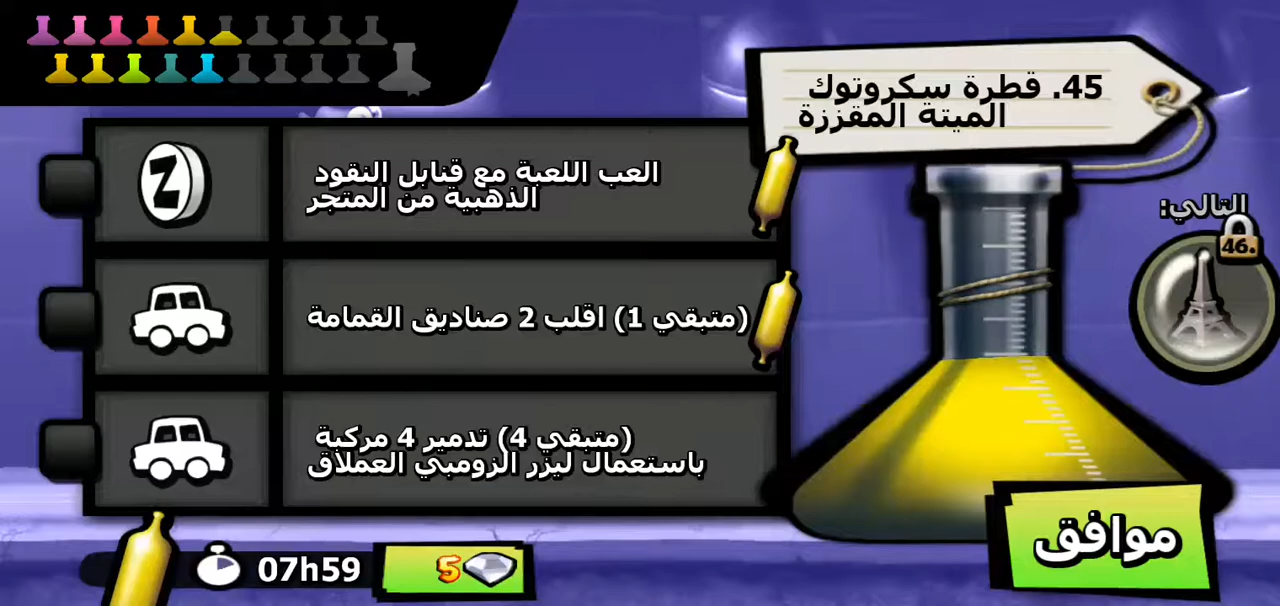 45. قطرة سكروتوك
الميتة المقززة
العب اللعبة مع قنابل النقود
الذهبية من المتجر
Z
التالي:
46.
(متبقي 1) اقلب 2 صناديق القمامة
(متبقي 4) تدمير 4 مركبة
باستعمال ليزر الزومبي العملاق
07h59
5
موافق